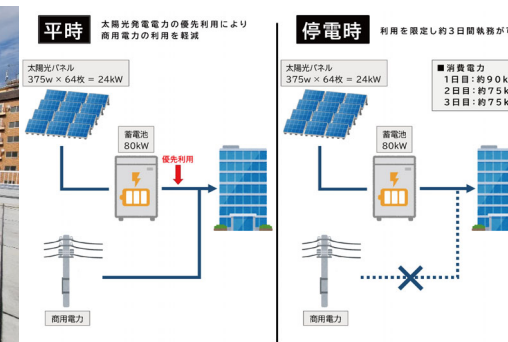 平時
太陽光発電電力の優先利用により
商用電力の利用を軽減
太陽光パネル
375w × 64枚 = 24kW
蓄電池
80kW
優先利用
商用電力
停電時
利用を限定し約3日間執務が
太陽光パネル
375w × 64枚 = 24kW
■消費電力
1日目：約90k
2日目：約75k
3日目：約75k
蓄電池
80kW
商用電力